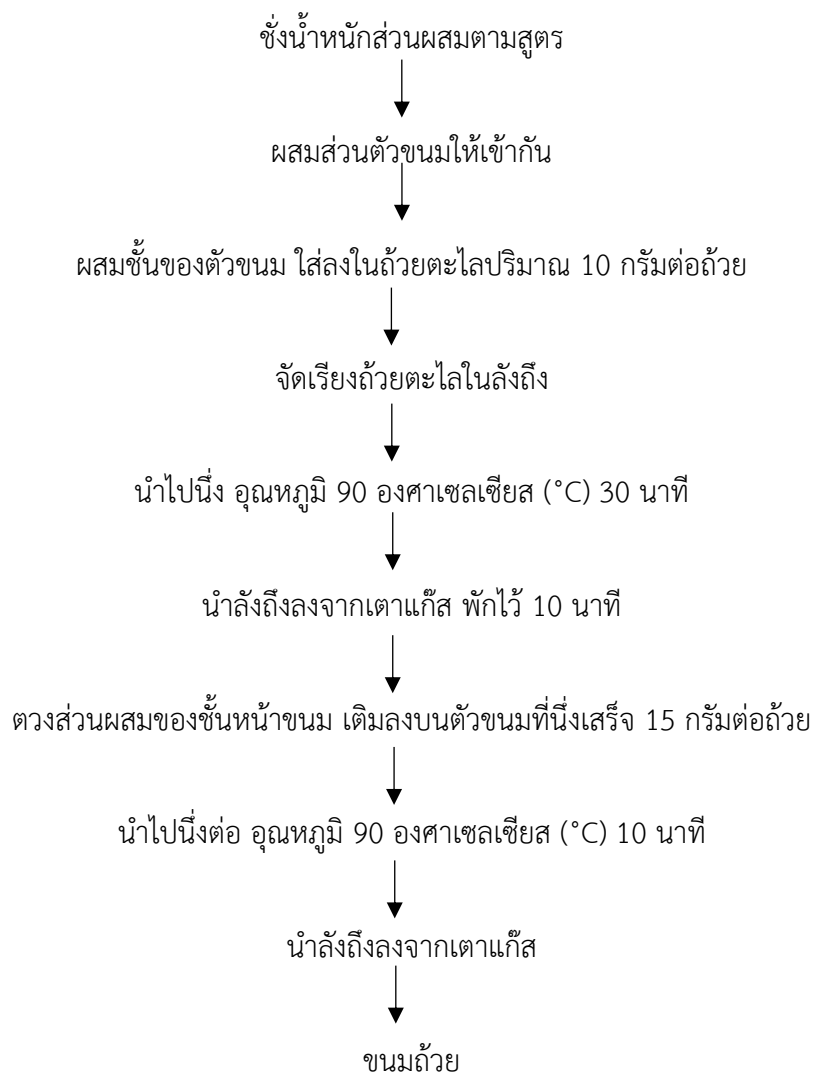 ชั่งน้ำหนักส่วนผสมตามสูตร
ผสมส่วนตัวขนมให้เข้ากัน
ผสมชั้นของตัวขนม ใส่ลงในถ้วยตะไลปริมาณ 10 กรัมต่อถ้วย
จัดเรียงถ้วยตะไลในลังถึง
นำไปนึ่ง อุณหภูมิ 90 องศาเซลเซียส (°C) 30 นาที
นำลังถึงลงจากเตาแก๊ส พักไว้ 10 นาที
ตวงส่วนผสมของชั้นหน้าขนม เติมลงบนตัวขนมที่นึ่งเสร็จ 15 กรัมต่อถ้วย
นำไปนึ่งต่อ อุณหภูมิ 90 องศาเซลเซียส (°C) 10 นาที
นำลังถึงลงจากเตาแก๊ส
ขนมถ้วย